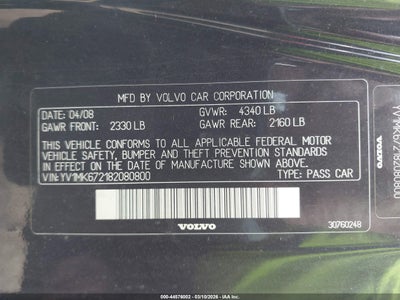 MFD BY VOLVO CAR CORPORATION
DATE: 04/08 GVWR: 4340 LB
GAWR FRONT: 2330 LB GAWR REAR: 2160 LB
THIS VEHICLE CONFORMS TO ALL APPLICABLE FEDERAL MOTOR
VEHICLE SAFETY, BUMPER, AND THEFT PREVENTION STANDARDS
IN EFFECT ON THE DATE OF MANUFACTURE SHOWN ABOVE.
VIN: YV1MK672182080800 TYPE: PASS CAR
VOLVO 30760248
YV1MK672182080800
000-44578002 - 03/10/2026 - IAA Inc.